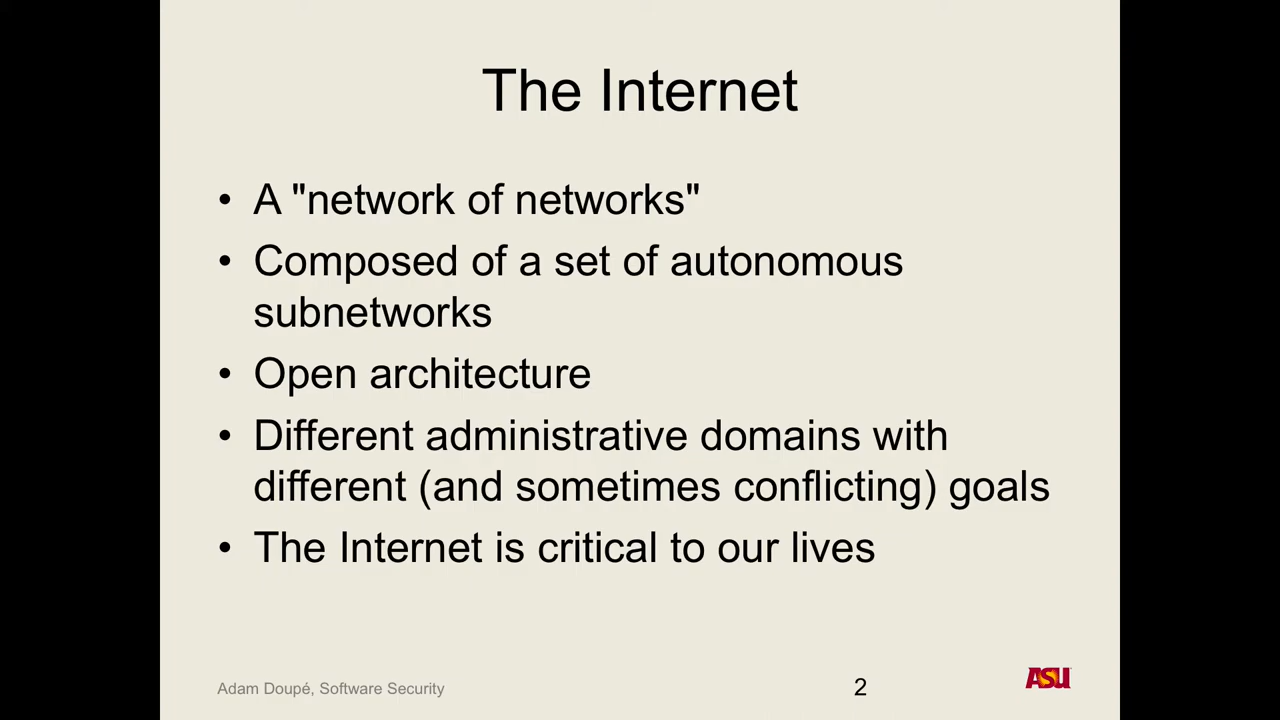 The Internet
• A "network of networks"
• Composed of a set of autonomous
subnetworks
• Open architecture
• Different administrative domains with
different (and sometimes conflicting) goals
• The Internet is critical to our lives
Adam Doupé, Software Security
2
ASU